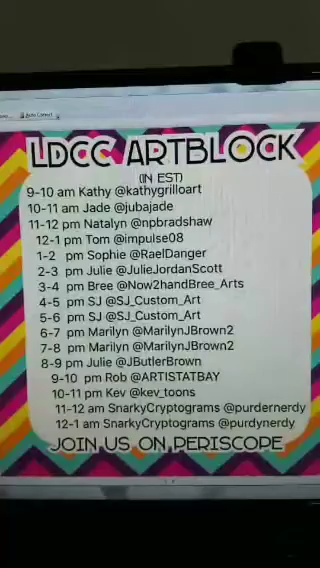 LDCC ARTBLOCK
(IN EST)
9-10 am Kathy @kathygrilloart
10-11 am Jade @jubajade
11-12 pm Natalyn @npbradshaw
12-1 pm Tom @impulse08
1-2 pm Sophie @RaelDanger
2-3 pm Julie @JulieJordanScott
3-4 pm Bree @Now2handBree_Arts
4-5 pm SJ @SJ_Custom_Art
5-6 pm SJ @SJ_Custom_Art
6-7 pm Marilyn @MarilynJBrown2
7-8 pm Marilyn @MarilynJBrown2
8-9 pm Julie @JButlerBrown
9-10 pm Rob @ARTISTATBAY
10-11 pm Kev @kev_toons
11-12 am SnarkyCryptograms @purdernerdy
12-1 am SnarkyCryptograms @purdynerdy
JOIN US ON PERISCOPE